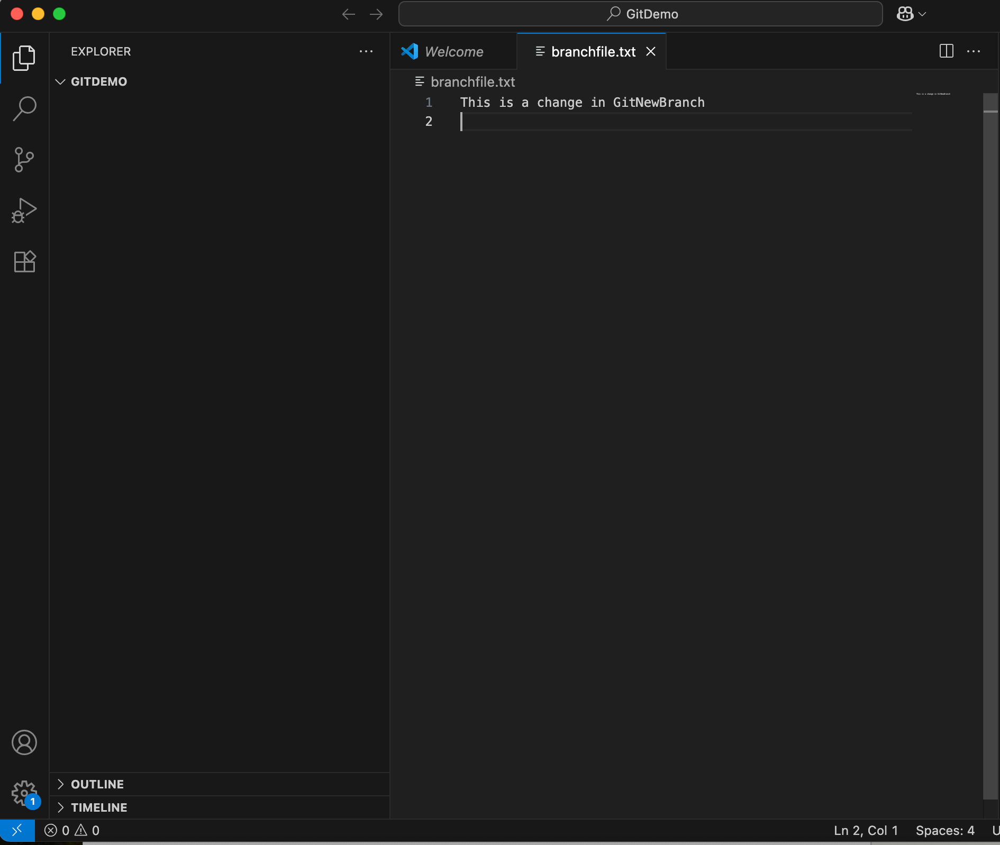 GitDemo
EXPLORER
GITDEMO
OUTLINE
TIMELINE
Welcome
branchfile.txt
branchfile.txt
1 This is a change in GitNewBranch
2
This is a change in GitNewBranch
1
0 0
Ln 2, Col 1 Spaces: 4 U